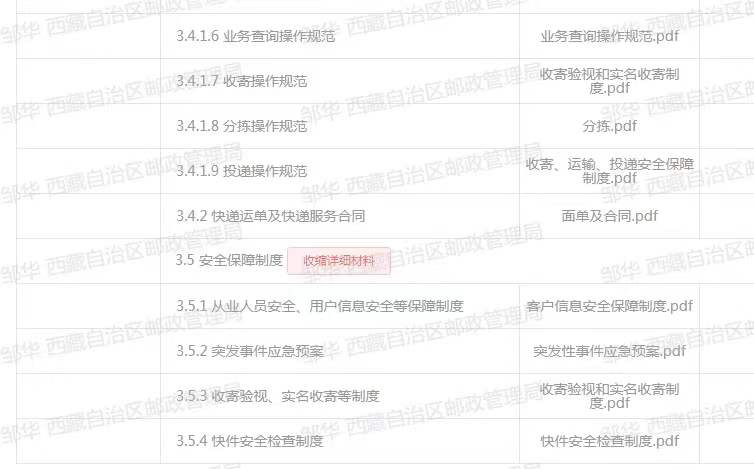 3.4.1.6 业务查询操作规范
业务查询操作规范.pdf
3.4.1.7 收寄操作规范
收寄验视和实名收寄制
度.pdf
3.4.1.8 分拣操作规范
分拣.pdf
3.4.1.9 投递操作规范
收寄、运输、投递安全保障
制度.pdf
3.4.2 快递运单及快递服务合同
面单及合同.pdf
3.5 安全保障制度
收缩详细材料
3.5.1 从业人员安全、用户信息安全等保障制度
客户信息安全保障制度.pdf
3.5.2 突发事件应急预案
突发性事件应急预案.pdf
3.5.3 收寄验视、实名收寄等制度
收寄验视和实名收寄制
度.pdf
3.5.4 快件安全检查制度
快件安全检查制度.pdf
邹华 西藏自治区邮政管理局